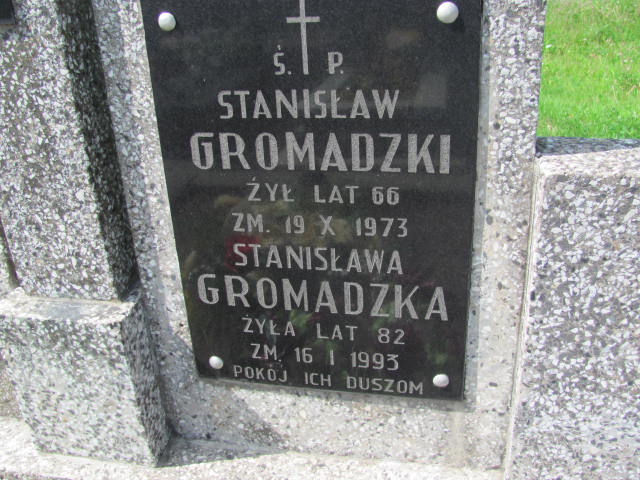 Ś. P.
STANISŁAW
GROMADZKI
ŻYŁ LAT 66
ZM. 19 X 1973
STANISŁAWA
GROMADZKA
ŻYŁA LAT 82
ZM. 16 I 1993
POKÓJ ICH DUSZOM